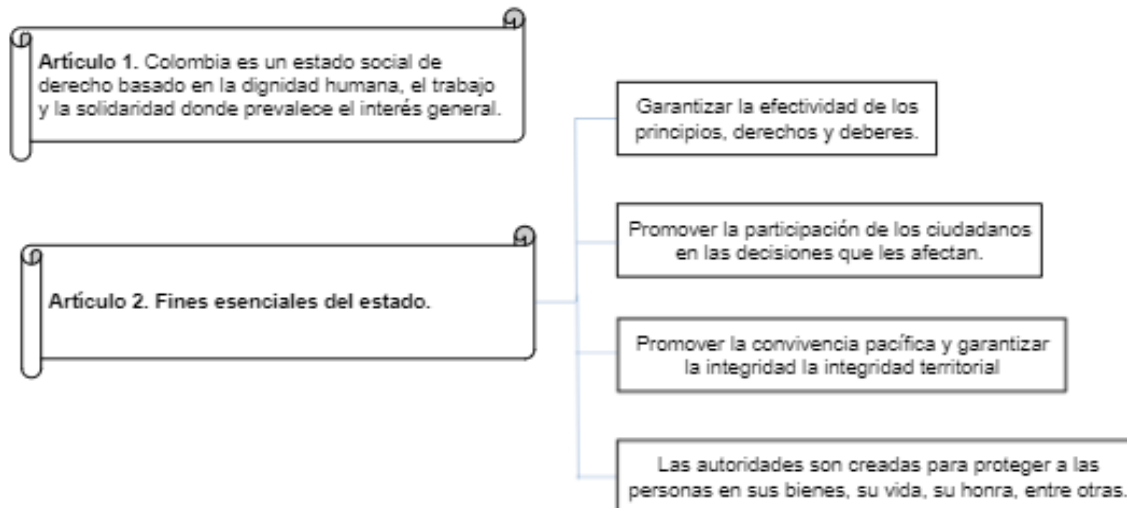 Artículo 1. Colombia es un estado social de
derecho basado en la dignidad humana, el trabajo
y la solidaridad donde prevalece el interés general.
Artículo 2. Fines esenciales del estado.
Garantizar la efectividad de los
principios, derechos y deberes.
Promover la participación de los ciudadanos
en las decisiones que les afectan.
Promover la convivencia pacífica y garantizar
la integridad la integridad territorial
Las autoridades son creadas para proteger a las
personas en sus bienes, su vida, su honra, entre otras.